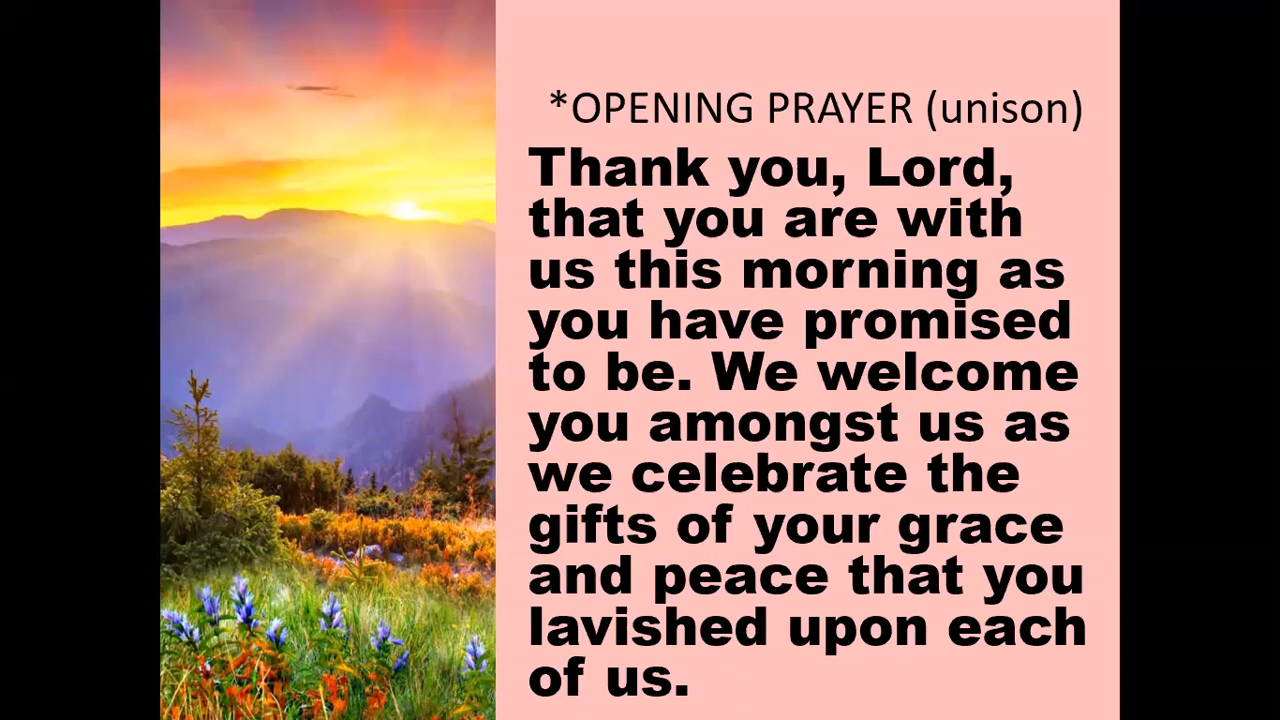 *OPENING PRAYER (unison)
Thank you, Lord,
that you are with
us this morning as
you have promised
to be. We welcome
you amongst us as
we celebrate the
gifts of your grace
and peace that you
lavished upon each
of us.